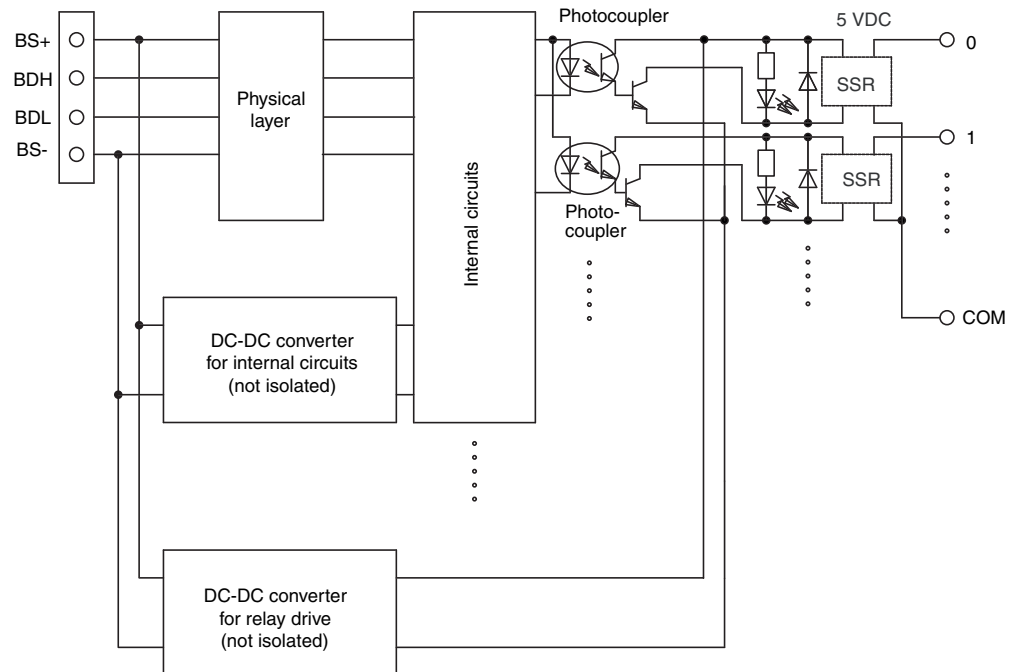 Photocoupler
5 VDC
BS+
BDH
BDL
BS-
Physical
layer
Internal circuits
SSR
0
SSR
1
Photo-
coupler
COM
DC-DC converter
for internal circuits
(not isolated)
DC-DC converter
for relay drive
(not isolated)